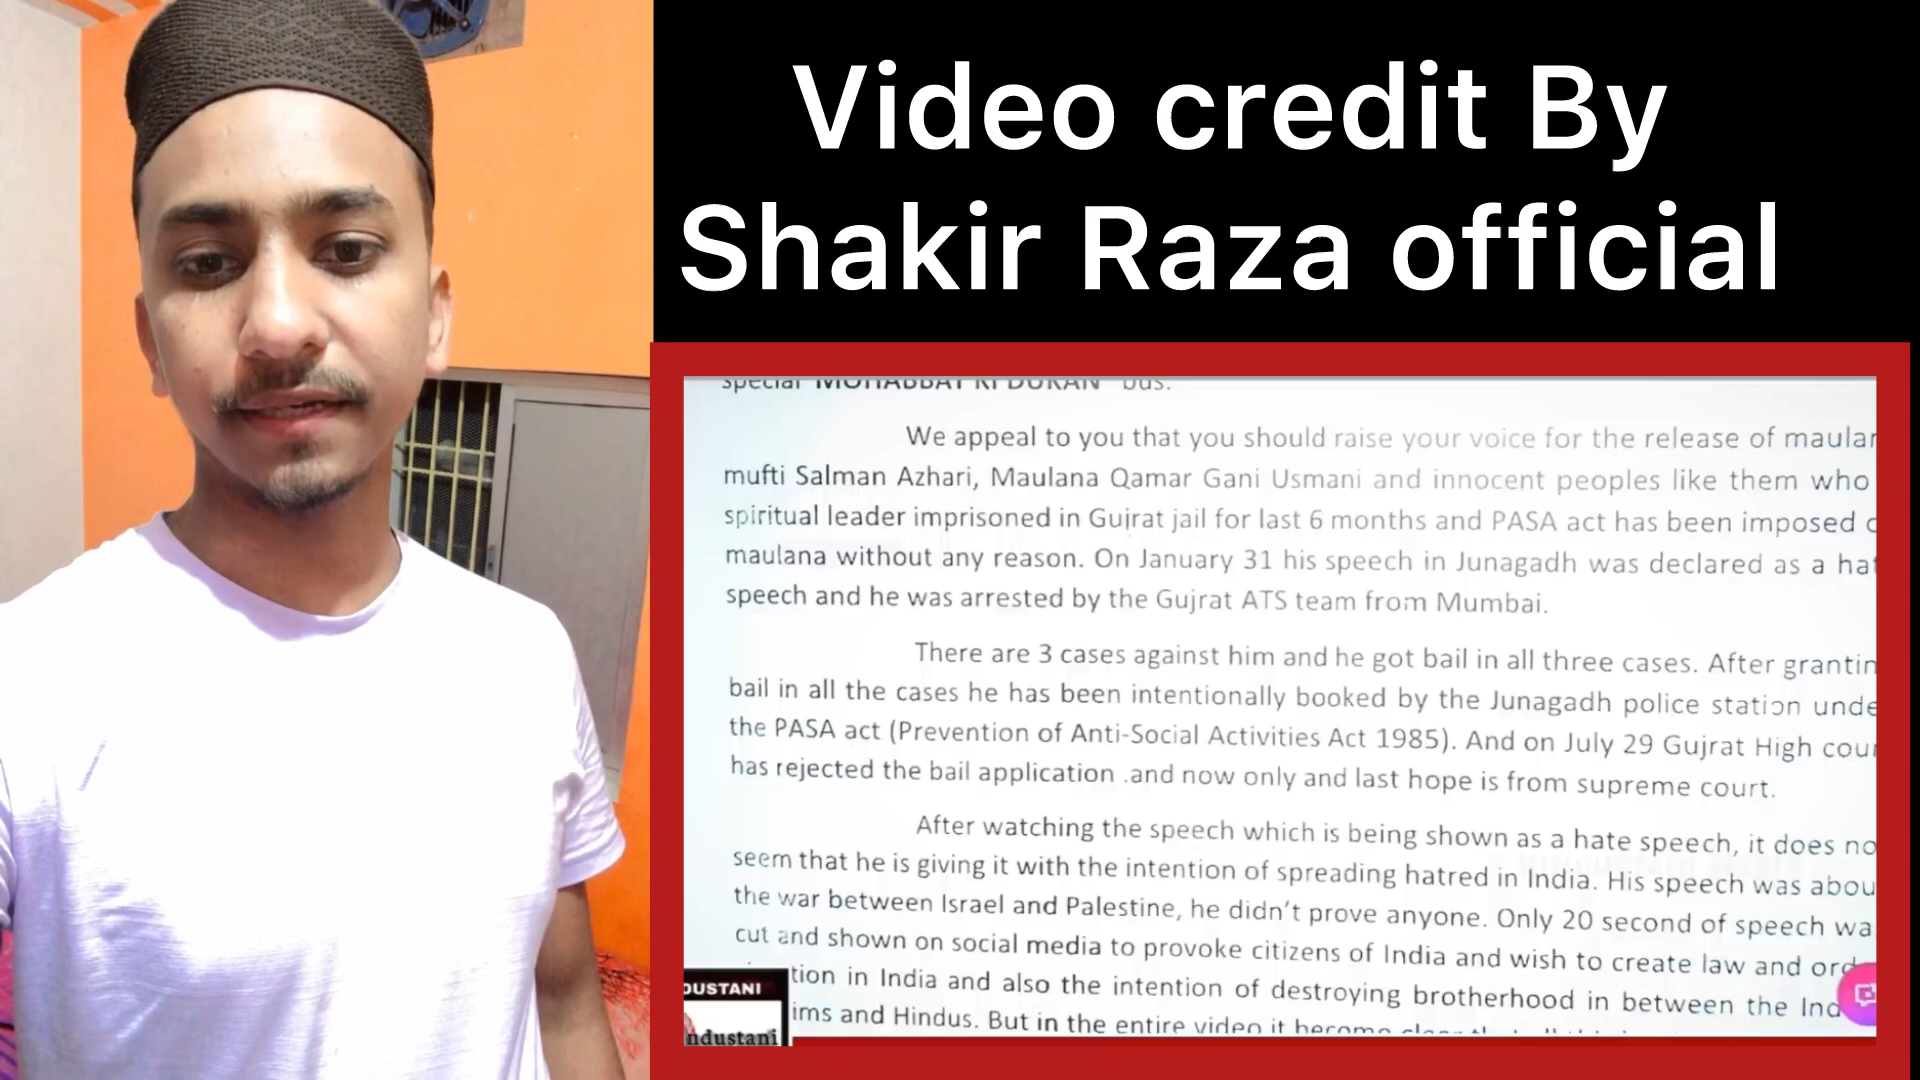 Video credit By
Shakir Raza official
special "MOHABBAT KI DUKAN" bus.
We appeal to you that you should raise your voice for the release of
mufti Salman Azhari, Maulana Qamar Gani Usmani and innocent peoples like them who
spiritual leader imprisoned in Gujrat jail for last 6 months and PASA act has been imposed
maulana without any reason. On January 31 his speech in Junagadh was declared as a
speech and he was arrested by the Gujrat ATS team from Mumbai.
There are 3 cases against him and he got bail in all three cases. After
bail in all the cases he has been intentionally booked by the Junagadh police station
the PASA act (Prevention of Anti-Social Activities Act 1985). And on July 29 Gujrat High
has rejected the bail application .and now only and last hope is from supreme court.
After watching the speech which is being shown as a hate speech, it does
seem that he is giving it with the intention of spreading hatred in India. His speech was
the war between Israel and Palestine, he didn't prove anyone. Only 20 second of speech
cut and shown on social media to provoke citizens of India and wish to create law and
in India and also the intention of destroying brotherhood in between the
and Hindus. But in the entire video it